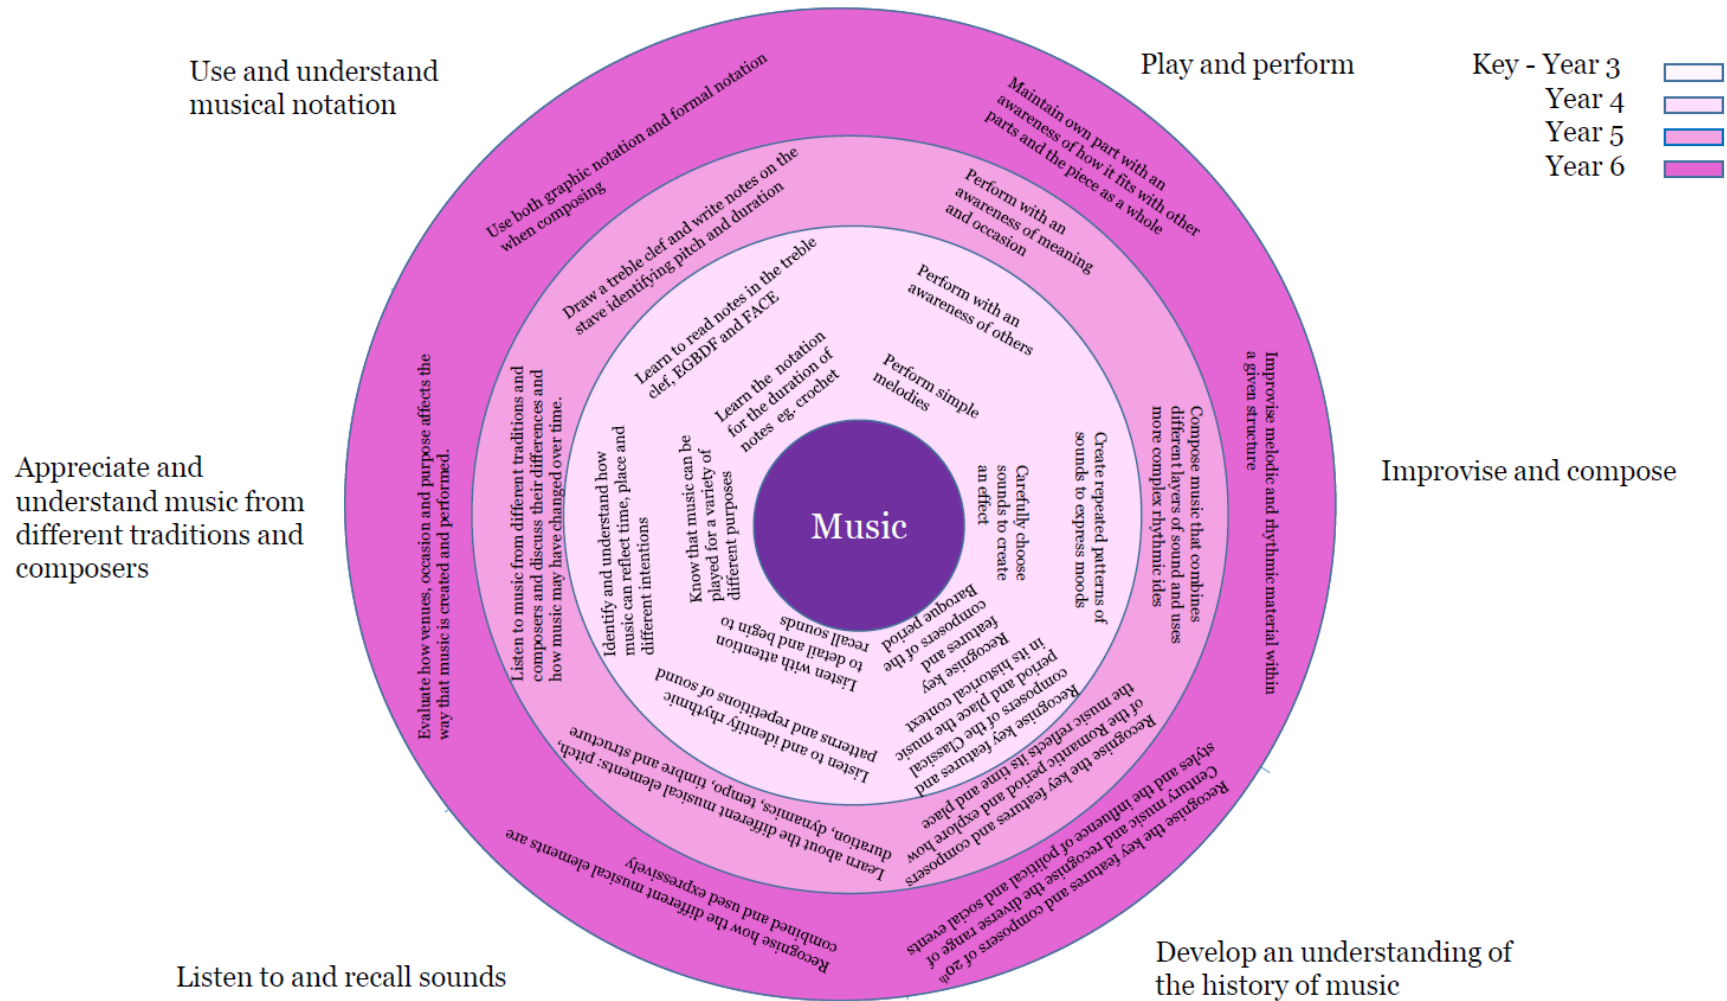 Use and understand
musical notation
Play and perform
Key - Year 3
Year 4
Year 5
Year 6
Use both graphic notation and formal notation
when composing
Maintain own part with an
awareness of how it fits with other
parts and the piece as a whole
Draw a treble clef and write notes on the
stave identifying pitch and duration
Perform with an
awareness of meaning
and occasion
Learn to read notes in the treble
clef, EGBDF and FACE
Perform with an
awareness of others
Learn the notation
for the duration of
notes eg. crochet
Perform simple
melodies
Appreciate and
understand music from
different traditions and
composers
Evaluate how venues, occasion and purpose affects the
way that music is created and performed.
Listen to music from different traditions and
composers and discuss their differences and
how music may have changed over time.
Identify and understand how
music can reflect time, place and
different intentions
Know that music can be
played for a variety of
different purposes
Music
Carefully choose
sounds to create
an effect
Create repeated patterns of
sounds to express moods
Compose music that combines
different layers of sound and uses
more complex rhythmic ides
Improvise melodic and rhythmic material within
a given structure
Improvise and compose
Listen with attention
to detail and begin to
recall sounds
Listen to and identify rhythmic
patterns and repetitions of sound
Learn about the different musical elements: pitch,
duration, dynamics, tempo, timbre and structure
Recognise how the different musical elements are
combined and used expressively
Listen to and recall sounds
Recognise key
features and
composers of the
Baroque period
Recognise key features and
composers of the Classical
period and place the music
in its historical context
Recognise the key features and composers
of the Romantic period and explore how
the music reflects its time and place
Recognise the key features and composers of 20th
Century music and recognise the diverse range of
styles and the influence of political and social events
Develop an understanding of
the history of music